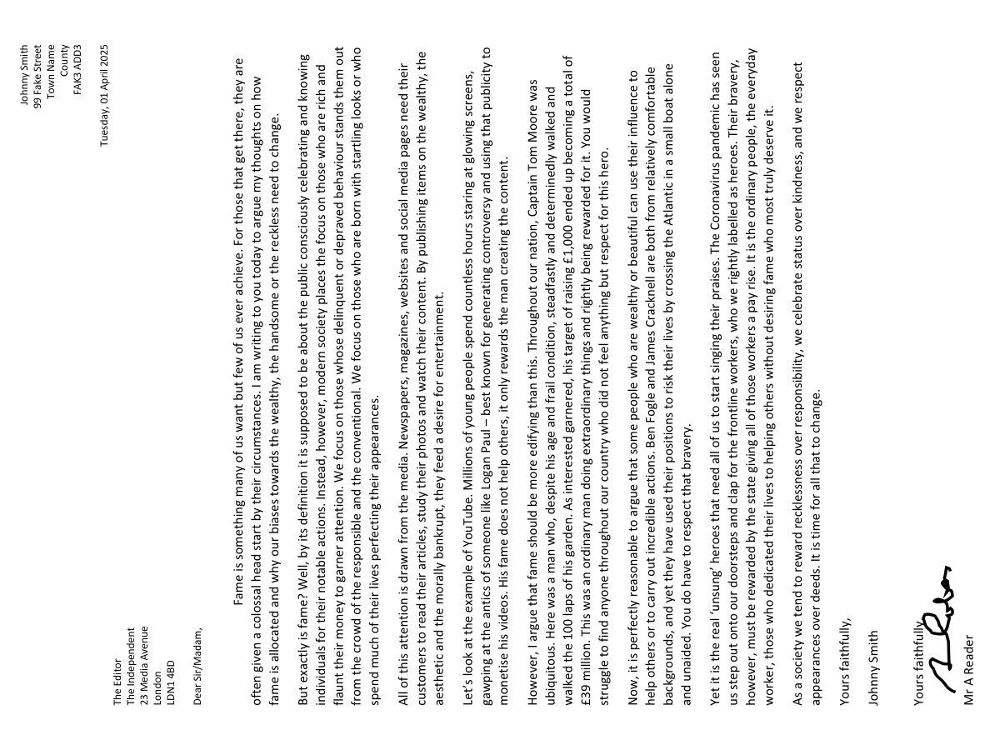 Johnny Smith
99 Fake Street
Town Name
County
FAK3 ADD3
Tuesday, 01 April 2025
The Editor
The Independent
23 Media Avenue
London
LDN1 4BD
Dear Sir/Madam,
Fame is something many of us want but few of us ever achieve. For those that get there, they are
often given a colossal head start by their circumstances. I am writing to you today to argue my thoughts on how
fame is allocated and why our biases towards the wealthy, the handsome or the reckless need to change.
But exactly is fame? Well, by its definition it is supposed to be about the public consciously celebrating and knowing
individuals for their notable actions. Instead, however, modern society places the focus on those who are rich and
flaunt their money to garner attention. We focus on those whose delinquent or depraved behaviour stands them out
from the crowd of the responsible and the conventional. We focus on those who are born with startling looks or who
spend much of their lives perfecting their appearances.
All of this attention is drawn from the media. Newspapers, magazines, websites and social media pages need their
customers to read their articles, study their photos and watch their content. By publishing items on the wealthy, the
aesthetic and the morally bankrupt, they feed a desire for entertainment.
Let's look at the example of YouTube. Millions of young people spend countless hours staring at glowing screens,
gawping at the antics of someone like Logan Paul – best known for generating controversy and using that publicity to
monetise his videos. His fame does not help others, it only rewards the man creating the content.
However, I argue that fame should be more edifying than this. Throughout our nation, Captain Tom Moore was
ubiquitous. Here was a man who, despite his age and frail condition, steadfastly and determinedly walked and
walked the 100 laps of his garden. As interested garnered, his target of raising £1,000 ended up becoming a total of
£39 million. This was an ordinary man doing extraordinary things and rightly being rewarded for it. You would
struggle to find anyone throughout our country who did not feel anything but respect for this hero.
Now, it is perfectly reasonable to argue that some people who are wealthy or beautiful can use their influence to
help others or to carry out incredible actions. Ben Fogle and James Cracknell are both from relatively comfortable
backgrounds, and yet they have used their positions to risk their lives by crossing the Atlantic in a small boat alone
and unaided. You do have to respect that bravery.
Yet it is the real 'unsung' heroes that need all of us to start singing their praises. The Coronavirus pandemic has seen
us step out onto our doorsteps and clap for the frontline workers, who we rightly labelled as heroes. Their bravery,
however, must be rewarded by the state giving all of those workers a pay rise. It is the ordinary people, the everyday
worker, those who dedicated their lives to helping others without desiring fame who most truly deserve it.
As a society we tend to reward recklessness over responsibility, we celebrate status over kindness, and we respect
appearances over deeds. It is time for all that to change.
Yours faithfully,
Johnny Smith
Yours faithfully
Mr A Reader